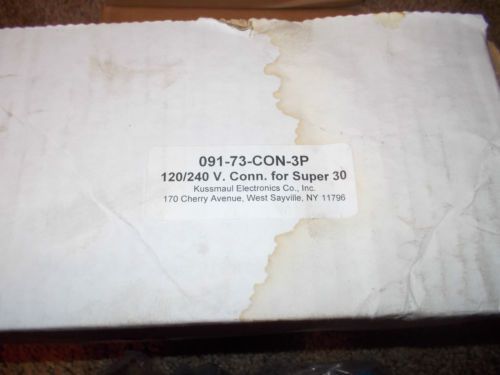 091-73-CON-3P
120/240 V. Conn. for Super 30
Kussmaul Electronics Co., Inc.
170 Cherry Avenue, West Sayville, NY 11796